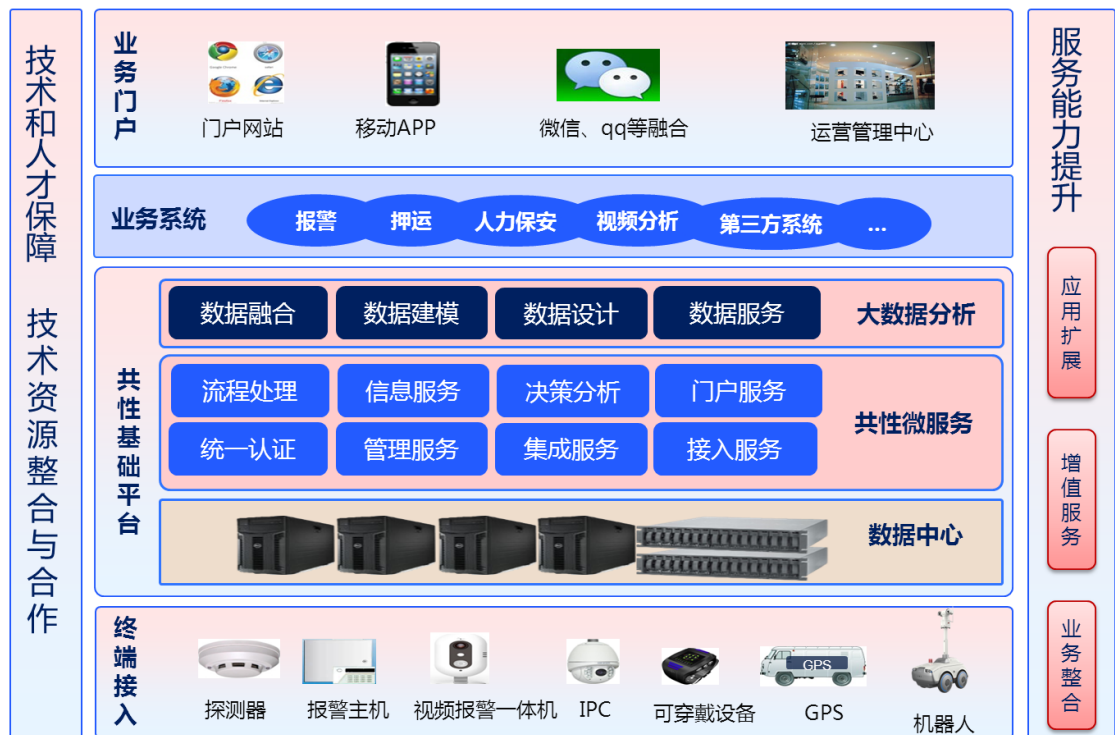 技术和人才保障
技术资源整合与合作
业务门户
门户网站
移动APP
微信、qq等融合
运营管理中心
业务系统
报警
押运
人力保安
视频分析
第三方系统
...
共性基础平台
数据融合
数据建模
数据设计
数据服务
大数据分析
流程处理
信息服务
决策分析
门户服务
统一认证
管理服务
集成服务
接入服务
共性微服务
数据中心
终端接入
探测器
报警主机
视频报警一体机
IPC
可穿戴设备
GPS
GPS
机器人
服务能力提升
应用扩展
增值服务
业务整合